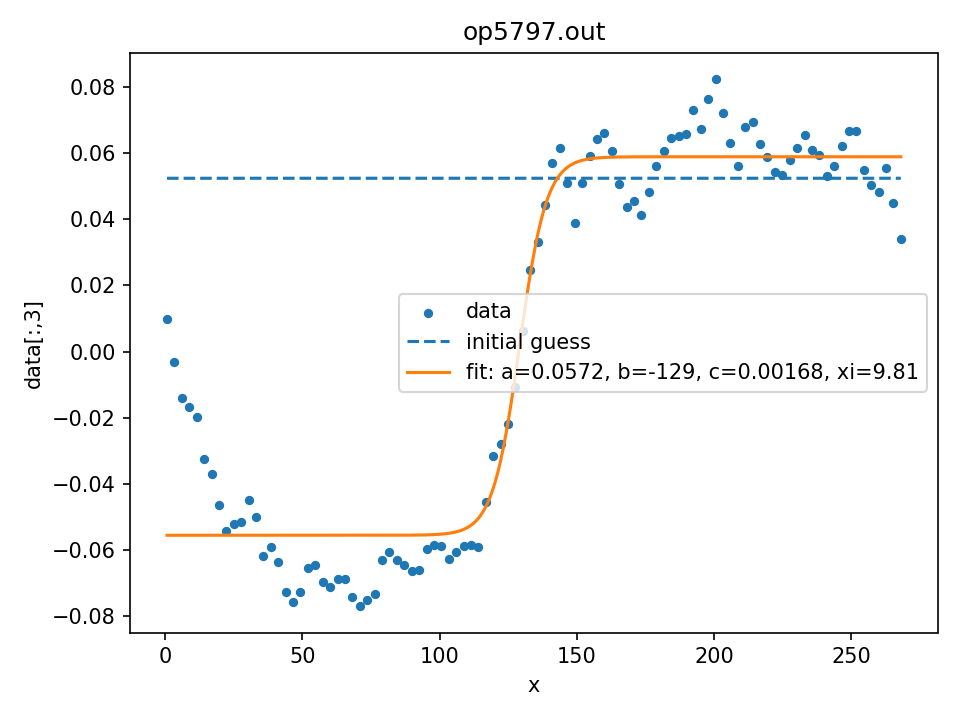 op5797.out
data[:,3]
0.08
0.06
0.04
0.02
0.00
−0.02
−0.04
−0.06
−0.08
data
initial guess
fit: a=0.0572, b=-129, c=0.00168, xi=9.81
0 50 100 150 200 250
x